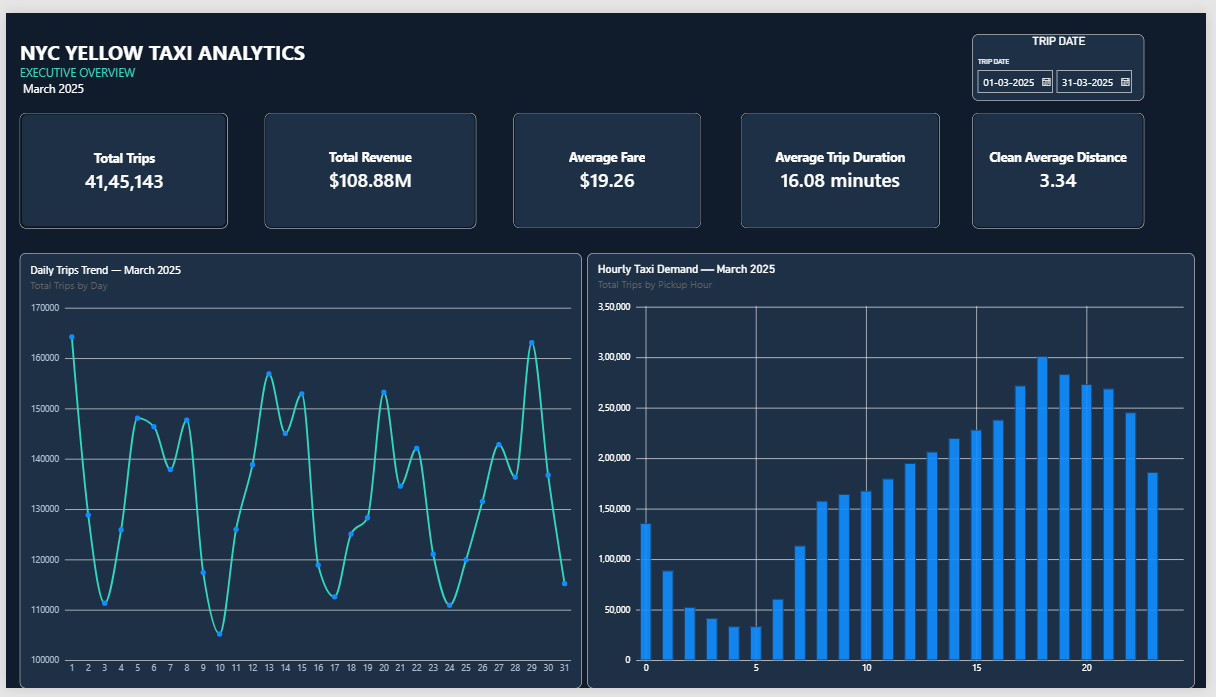 NYC YELLOW TAXI ANALYTICS
EXECUTIVE OVERVIEW
March 2025
TRIP DATE
TRIP DATE
01-03-2025 31-03-2025
Total Trips
41,45,143
Total Revenue
$108.88M
Average Fare
$19.26
Average Trip Duration
16.08 minutes
Clean Average Distance
3.34
Daily Trips Trend — March 2025
Total Trips by Day
170000
160000
150000
140000
130000
120000
110000
100000
1 2 3 4 5 6 7 8 9 10 11 12 13 14 15 16 17 18 19 20 21 22 23 24 25 26 27 28 29 30 31
Hourly Taxi Demand — March 2025
Total Trips by Pickup Hour
3,50,000
3,00,000
2,50,000
2,00,000
1,50,000
1,00,000
50,000
0
0 5 10 15 20